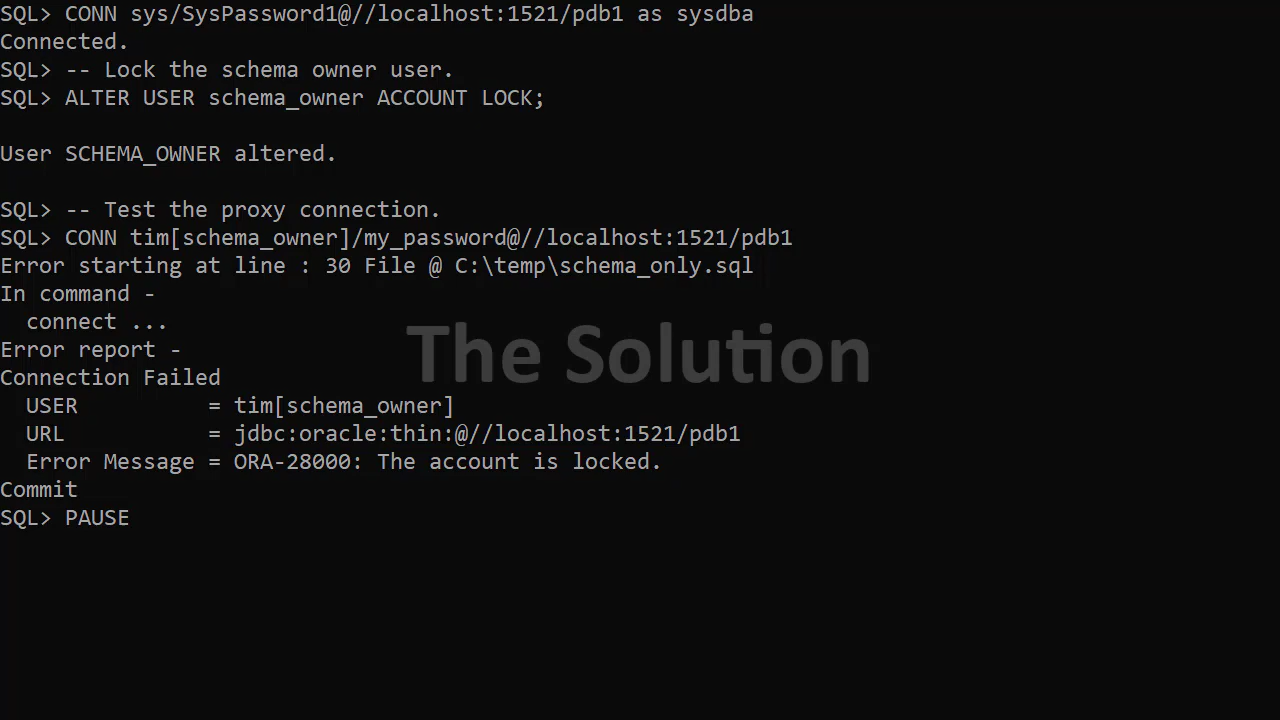 SQL> CONN sys/SysPassword1@//localhost:1521/pdb1 as sysdba
Connected.
SQL> -- Lock the schema owner user.
SQL> ALTER USER schema_owner ACCOUNT LOCK;
User SCHEMA_OWNER altered.
SQL> -- Test the proxy connection.
SQL> CONN tim[schema_owner]/my_password@//localhost:1521/pdb1
Error starting at line : 30 File @ C:\temp\schema_only.sql
In command -
  connect ...
Error report -
The Solution
Connection Failed
  USER          = tim[schema_owner]
  URL           = jdbc:oracle:thin:@//localhost:1521/pdb1
  Error Message = ORA-28000: The account is locked.
Commit
SQL> PAUSE